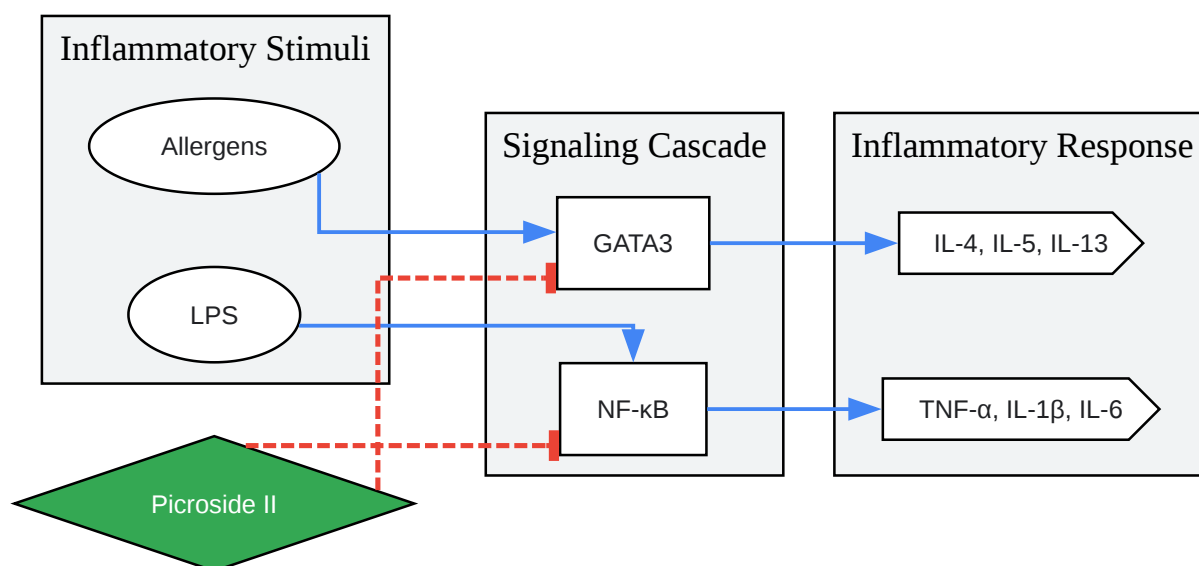 Inflammatory Stimuli
Allergens
LPS
Signaling Cascade
GATA3
NF-κB
Inflammatory Response
IL-4, IL-5, IL-13
TNF-α, IL-1β, IL-6
Picroside II